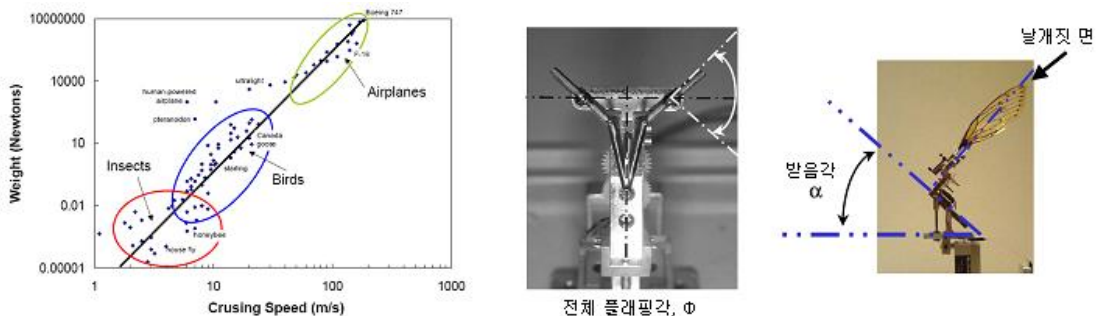 Boeing 747
10000000
10000
10
0.01
0.00001
Weight (Newtons)
F-16
ultralight
human powered
airplane
pteranodon
Airplanes
Canada
goose
starling
Birds
Insects
honeybee
house fly
1
10
100
1000
Crusing Speed (m/s)
전체 플래핑각, Φ
날개짓 면
받음각
α